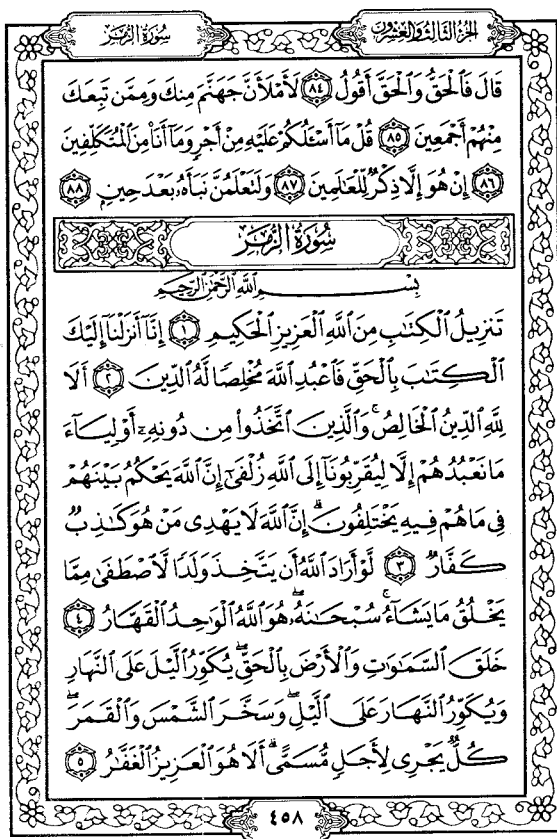 الجزء الثالث والعشرون
سورة الزمر
قَالَ فَٱلْحَقُّ وَٱلْحَقَّ أَقُولُ ٨٤ لَأَمْلَأَنَّ جَهَنَّمَ مِنكَ وَمِمَّن تَبِعَكَ
مِنْهُمْ أَجْمَعِينَ ٨٥ قُلْ مَآ أَسْـَٔلُكُمْ عَلَيْهِ مِنْ أَجْرٍ وَمَآ أَنَا۠ مِنَ ٱلْمُتَكَلِّفِينَ
٨٦ إِنْ هُوَ إِلَّا ذِكْرٌ لِّلْعَـٰلَمِينَ ٨٧ وَلَتَعْلَمُنَّ نَبَأَهُۥ بَعْدَ حِينٍۭ ٨٨
سُورَةُ الزُّمَرِ
بِسْمِ ٱللَّهِ ٱلرَّحْمَـٰنِ ٱلرَّحِيمِ
تَنزِيلُ ٱلْكِتَـٰبِ مِنَ ٱللَّهِ ٱلْعَزِيزِ ٱلْحَكِيمِ ١ إِنَّآ أَنزَلْنَآ إِلَيْكَ
ٱلْكِتَـٰبَ بِٱلْحَقِّ فَٱعْبُدِ ٱللَّهَ مُخْلِصًا لَّهُ ٱلدِّينَ ٢ أَلَا
لِلَّهِ ٱلدِّينُ ٱلْخَالِصُ ۚ وَٱلَّذِينَ ٱتَّخَذُوا۟ مِن دُونِهِۦٓ أَوْلِيَآءَ
مَا نَعْبُدُهُمْ إِلَّا لِيُقَرِّبُونَآ إِلَى ٱللَّهِ زُلْفَىٰٓ إِنَّ ٱللَّهَ يَحْكُمُ بَيْنَهُمْ
فِى مَا هُمْ فِيهِ يَخْتَلِفُونَ ۗ إِنَّ ٱللَّهَ لَا يَهْدِى مَنْ هُوَ كَـٰذِبٌ
كَفَّارٌ ٣ لَّوْ أَرَادَ ٱللَّهُ أَن يَتَّخِذَ وَلَدًا لَّٱصْطَفَىٰ مِمَّا
يَخْلُقُ مَا يَشَآءُ ۚ سُبْحَـٰنَهُۥ ۖ هُوَ ٱللَّهُ ٱلْوَٰحِدُ ٱلْقَهَّارُ ٤
خَلَقَ ٱلسَّمَـٰوَٰتِ وَٱلْأَرْضَ بِٱلْحَقِّ ۖ يُكَوِّرُ ٱلَّيْلَ عَلَى ٱلنَّهَارِ
وَيُكَوِّرُ ٱلنَّهَارَ عَلَى ٱلَّيْلِ ۖ وَسَخَّرَ ٱلشَّمْسَ وَٱلْقَمَرَ ۖ
كُلٌّ يَجْرِى لِأَجَلٍ مُّسَمًّى ۗ أَلَا هُوَ ٱلْعَزِيزُ ٱلْغَفَّـٰرُ ٥
٤٥٨